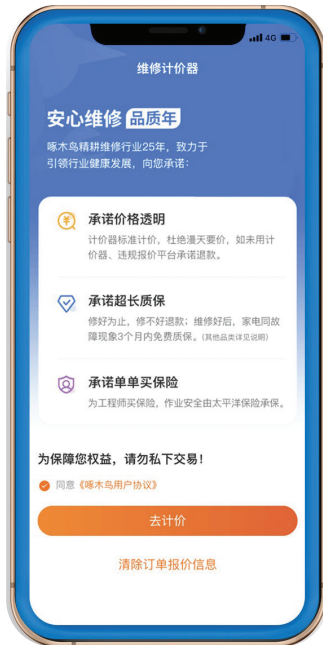 4G
维修计价器
安心维修 品质年
啄木鸟精耕维修行业25年，致力于
引领行业健康发展，向您承诺：
承诺价格透明
计价器标准计价，杜绝漫天要价，如未用计
价器、违规报价平台承诺退款。
承诺超长质保
修好为止，修不好退款；维修好后，家电同故
障现象3个月内免费质保。(其他品类详见说明)
承诺单单买保险
为工程师买保险，作业安全由太平洋保险承保。
为保障您权益，请勿私下交易！
同意《啄木鸟用户协议》
去计价
清除订单报价信息